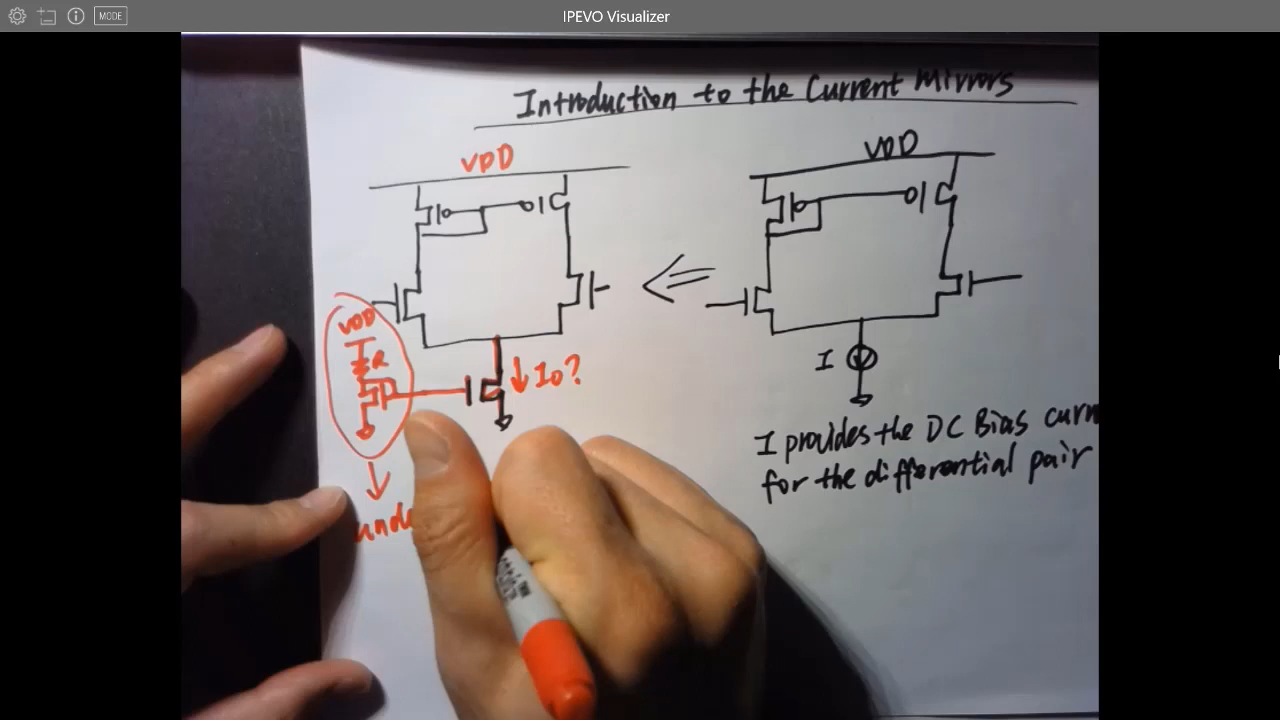 MODE
IPEVO Visualizer
Introduction to the Current Mirrors
VDD
VDD
VDD
R
Io?
I
I provides the DC Bias curr
for the differential pair
unde